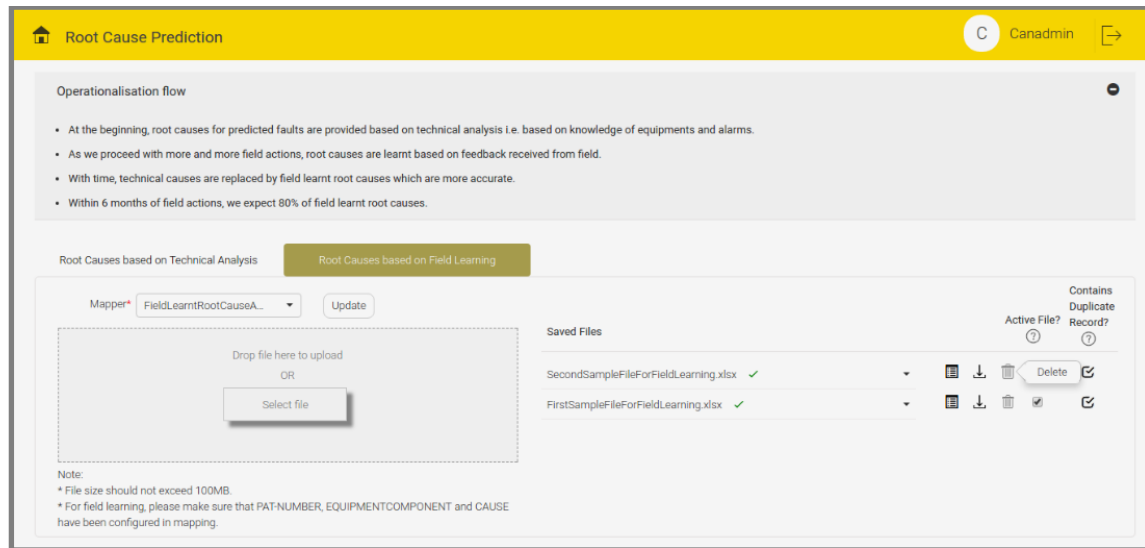 Root Cause Prediction
C Canadmin
Operationalisation flow
• At the beginning, root causes for predicted faults are provided based on technical analysis i.e. based on knowledge of equipments and alarms.
• As we proceed with more and more field actions, root causes are learnt based on feedback received from field.
• With time, technical causes are replaced by field learnt root causes which are more accurate.
• Within 6 months of field actions, we expect 80% of field learnt root causes.
Root Causes based on Technical Analysis
Root Causes based on Field Learning
Mapper* FieldLearntRootCauseA...
Update
Drop file here to upload
OR
Select file
Note:
* File size should not exceed 100MB.
* For field learning, please make sure that PAT-NUMBER, EQUIPMENTCOMPONENT and CAUSE
have been configured in mapping.
Saved Files
Active File?
?
Contains
Duplicate
Record?
?
SecondSampleFileForFieldLearning.xlsx
Delete
FirstSampleFileForFieldLearning.xlsx